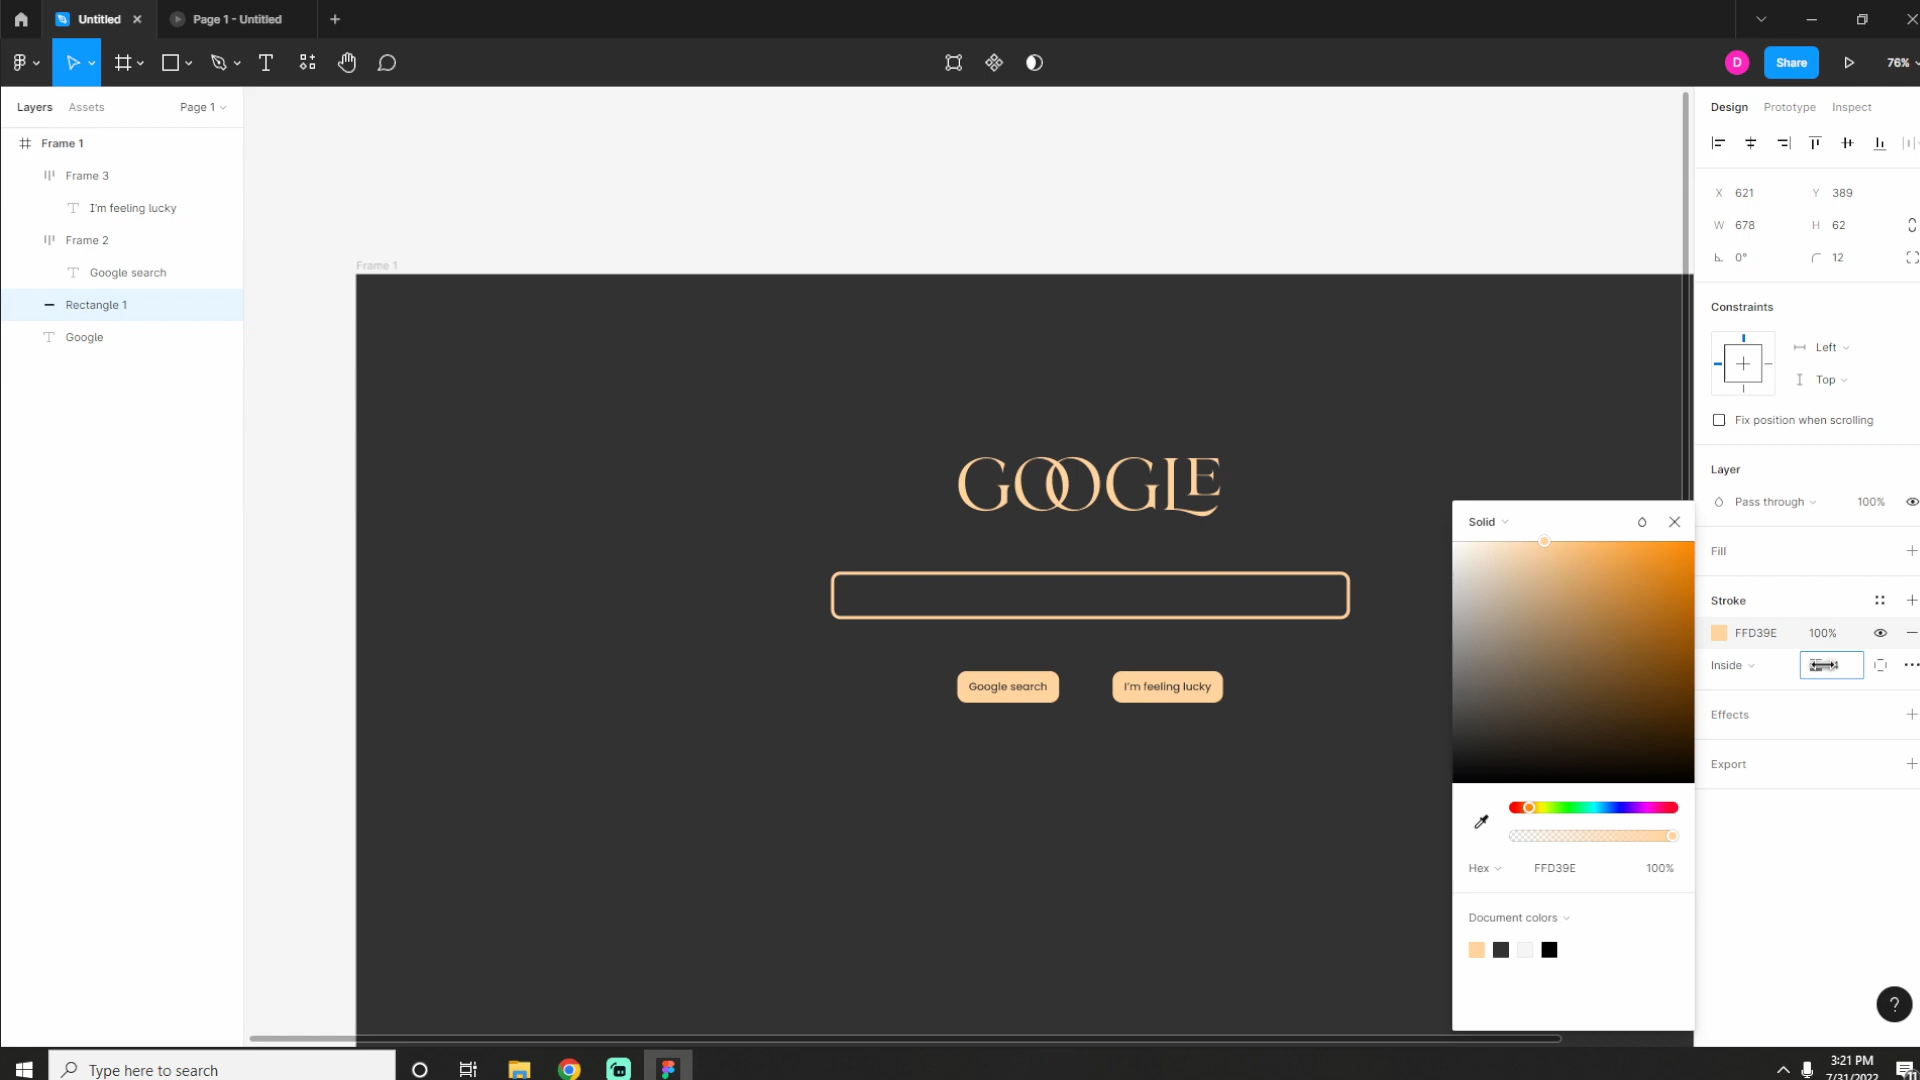 Untitled
Page 1 - Untitled
D
Share
76%
Layers
Assets
Page 1
Design
Prototype
Inspect
Frame 1
Frame 3
I'm feeling lucky
Frame 2
Google search
Rectangle 1
Google
X 621
Y 389
W 678
H 62
0°
12
Constraints
Left
Top
Fix position when scrolling
Layer
Pass through
100%
Fill
Stroke
FFD39E
100%
Inside
Effects
Export
Frame 1
GOOGLE
Google search
I'm feeling lucky
Solid
Hex
FFD39E
100%
Document colors
?
Type here to search
3:21 PM
7/31/2022